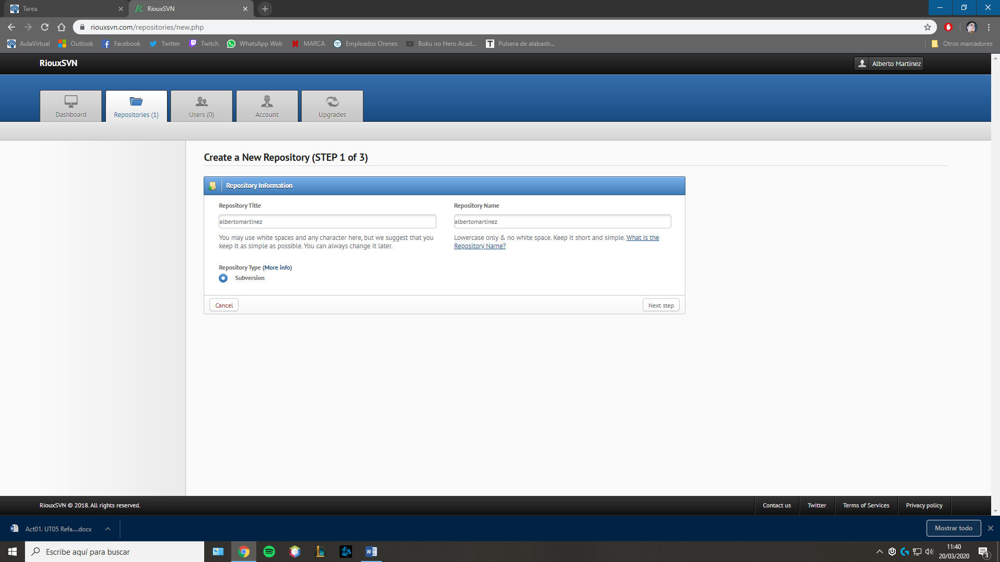 Tarea
RiouxSVN
riouxsvn.com/repositories/new.php
AulaVirtual
Outlook
Facebook
Twitter
Twitch
WhatsApp Web
MARCA
Empleados Orenes
Boku no Hero Acad...
Pulsera de alabastr...
Otros marcadores
RiouxSVN
Alberto Martinez
Dashboard
Repositories (1)
Users (0)
Account
Upgrades
Create a New Repository (STEP 1 of 3)
Repository Information
Repository Title
albertomartinez
You may use white spaces and any character here, but we suggest that you
keep it as simple as possible. You can always change it later.
Repository Name
albertomartinez
Lowercase only & no white space. Keep it short and simple. What is the
Repository Name?
Repository Type (More info)
Subversion
Cancel
Next step
RiouxSVN © 2018. All rights reserved.
Contact us
Twitter
Terms of Services
Privacy policy
Act01. UT05 Refa....docx
Mostrar todo
Escribe aquí para buscar
11:40
20/03/2020
3